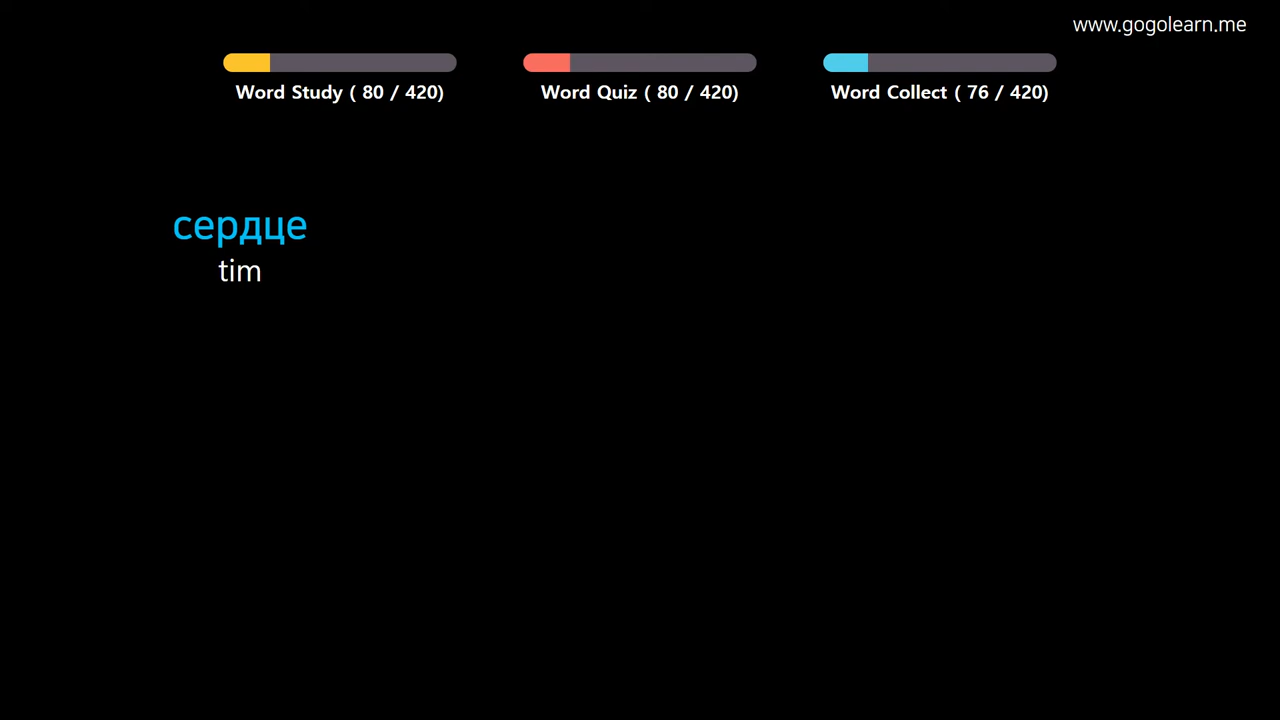 www.gogolearn.me
Word Study ( 80 / 420)
Word Quiz ( 80 / 420)
Word Collect ( 76 / 420)
сердце
tim